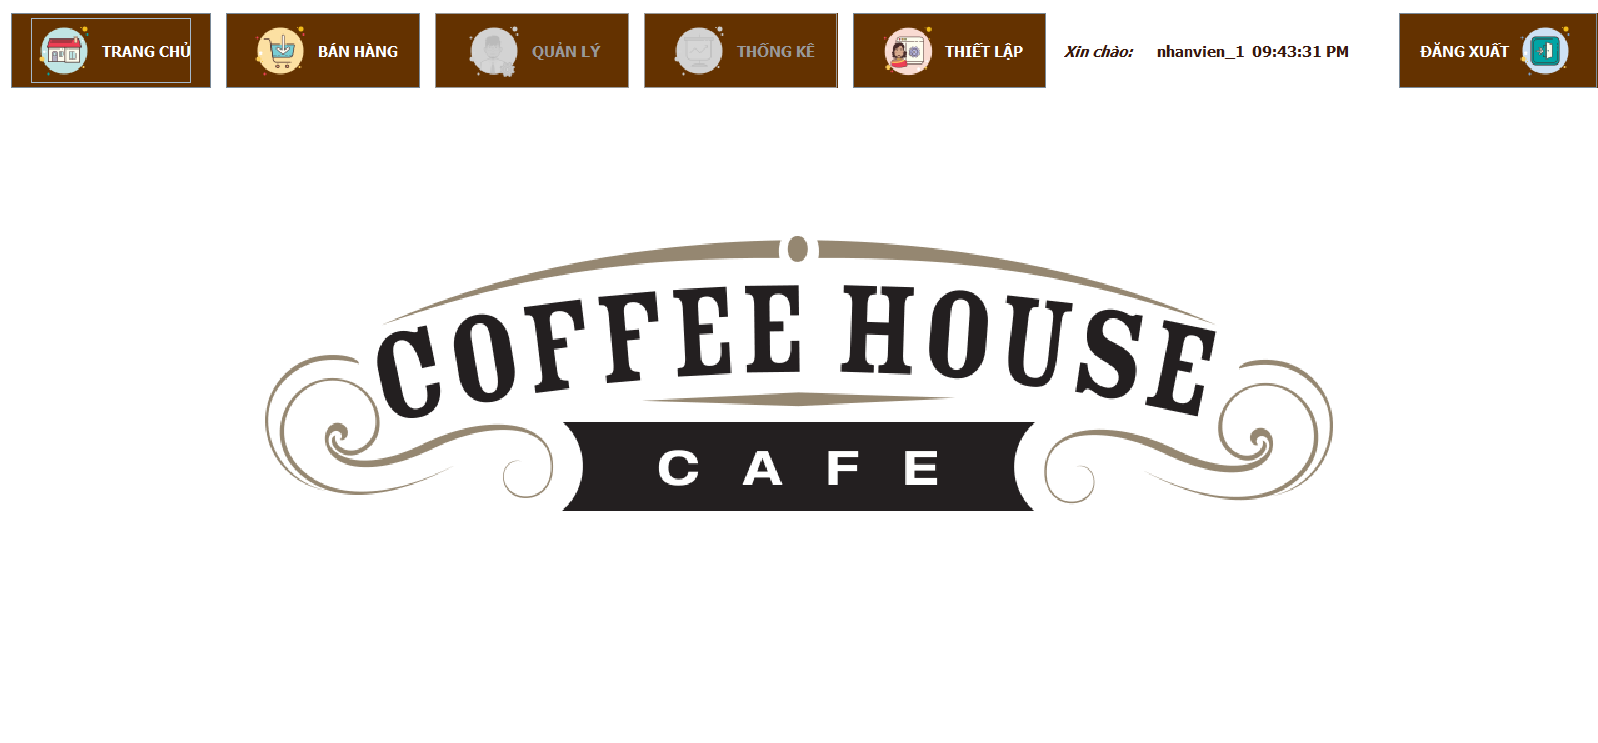 TRANG CHỦ
BÁN HÀNG
QUẢN LÝ
THỐNG KÊ
THIẾT LẬP
Xin chào: nhanvien_1 09:43:31 PM
ĐĂNG XUẤT
COFFEE HOUSE
CAFE